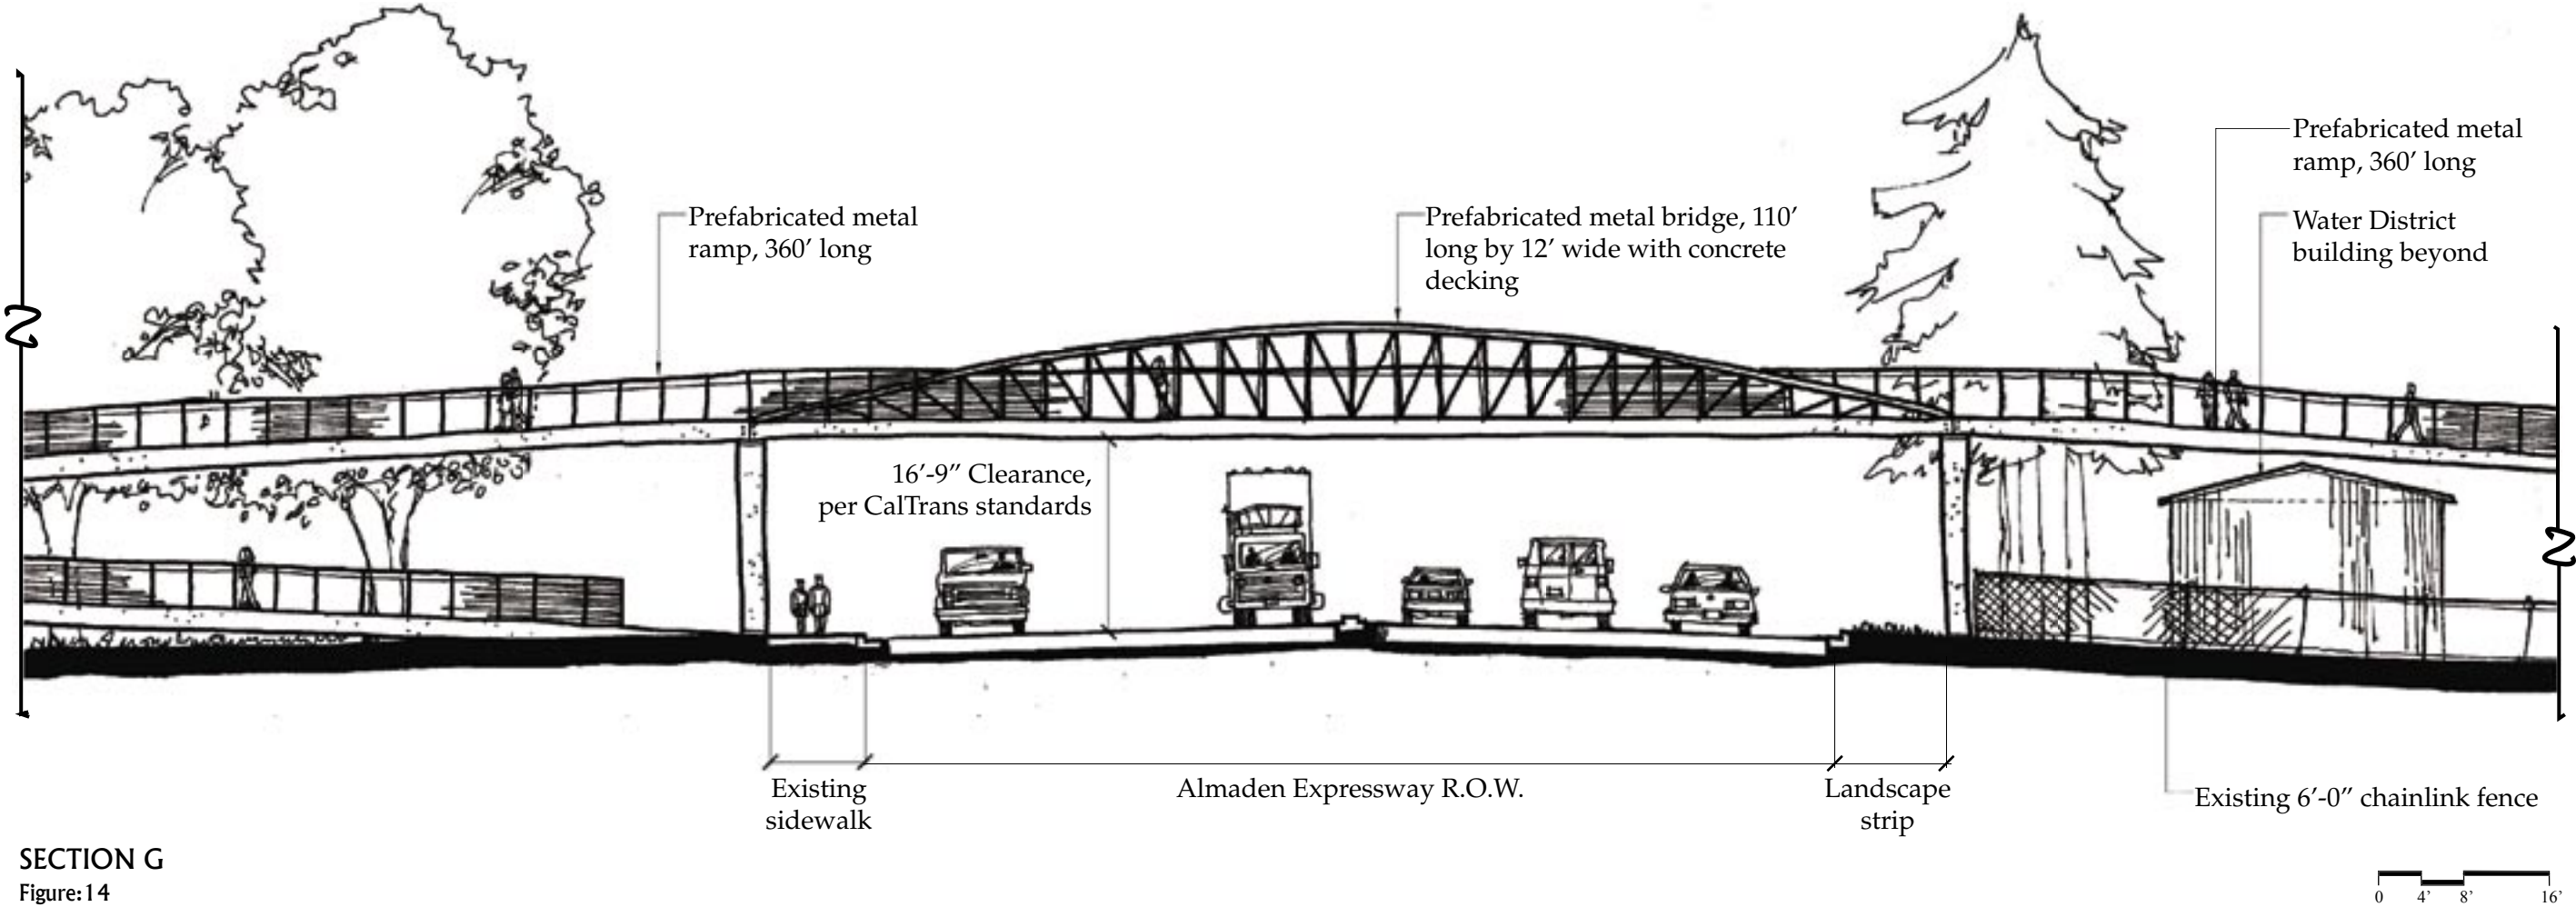 Prefabricated metal
ramp, 360′ long
Prefabricated metal bridge, 110′
long by 12′ wide with concrete
decking
Prefabricated metal
ramp, 360′ long
Water District
building beyond
16′-9″ Clearance,
per CalTrans standards
Existing
sidewalk
Almaden Expressway R.O.W.
Landscape
strip
Existing 6′-0″ chainlink fence
SECTION G
Figure:14
0 4' 8' 16'